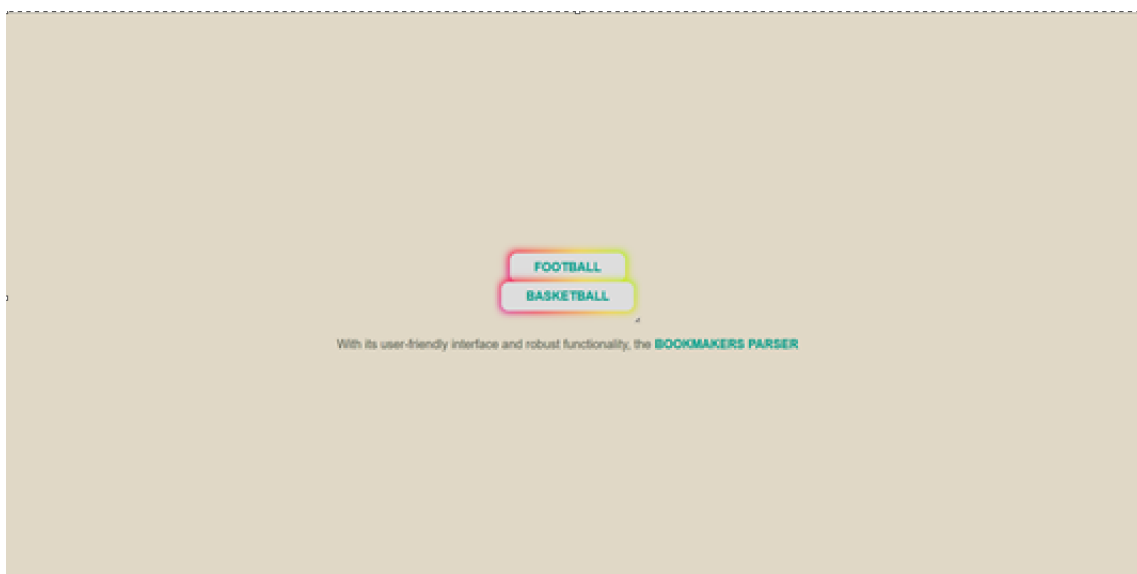 FOOTBALL
BASKETBALL
With its user-friendly interface and robust functionality, the BOOKMAKERS PARSER